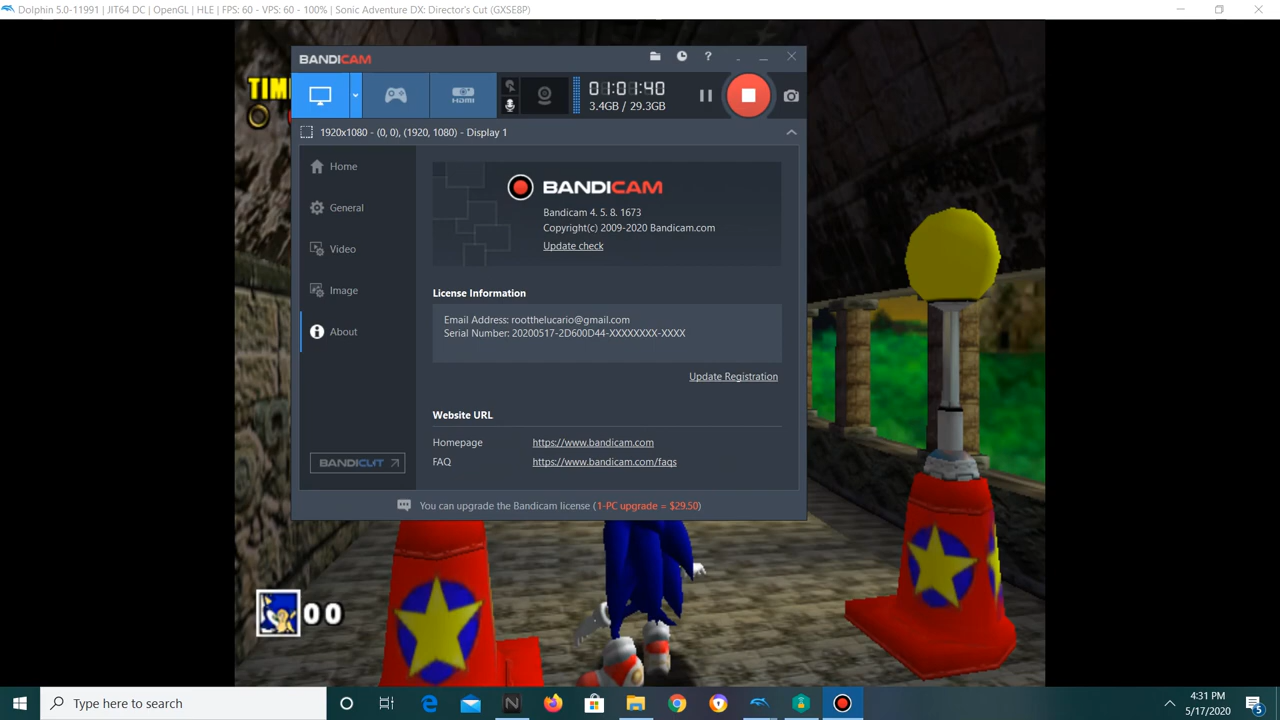 Dolphin 5.0-11991 | JIT64 DC | OpenGL | HLE | FPS: 60 - VPS: 60 - 100% | Sonic Adventure DX: Director's Cut (GXSE8P)
BANDICAM
TIM
HDMI
01:01:40
3.4GB / 29.3GB
1920x1080 - (0, 0), (1920, 1080) - Display 1
Home
General
Video
Image
About
BANDICUT
BANDICAM
Bandicam 4. 5. 8. 1673
Copyright(c) 2009-2020 Bandicam.com
Update check
License Information
Email Address: rootthelucario@gmail.com
Serial Number: 20200517-2D600D44-XXXXXXXX-XXXX
Update Registration
Website URL
Homepage https://www.bandicam.com
FAQ https://www.bandicam.com/faqs
You can upgrade the Bandicam license (1-PC upgrade = $29.50)
00
Type here to search
4:31 PM
5/17/2020
5